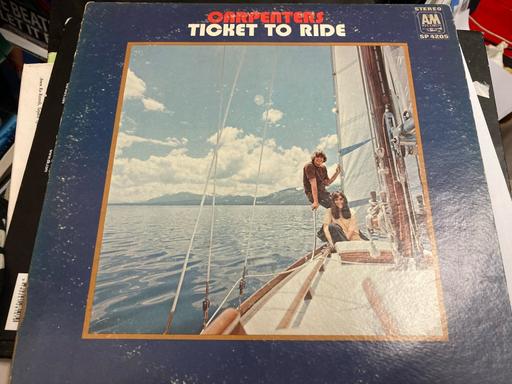 CARPENTERS
TICKET TO RIDE
STEREO
A&M
SP 4205